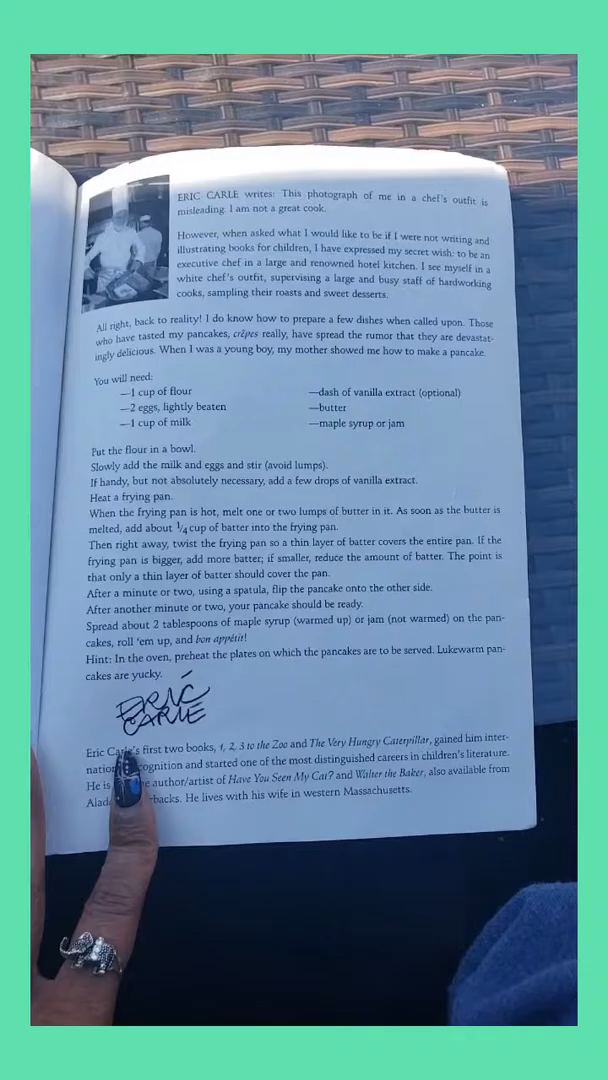 ERIC CARLE writes: This photograph of me in a chef's outfit is
misleading. I am not a great cook.
However, when asked what I would like to be if I were not writing and
illustrating books for children, I have expressed my secret wish: to be an
executive chef in a large and renowned hotel kitchen. I see myself in a
white chef's outfit, supervising a large and busy staff of hardworking
cooks, sampling their roasts and sweet desserts.
All right, back to reality! I do know how to prepare a few dishes when called upon. Those
who have tasted my pancakes, crêpes really, have spread the rumor that they are devastat-
ingly delicious. When I was a young boy, my mother showed me how to make a pancake.
You will need:
—1 cup of flour
—2 eggs, lightly beaten
—1 cup of milk
—dash of vanilla extract (optional)
—butter
—maple syrup or jam
Put the flour in a bowl.
Slowly add the milk and eggs and stir (avoid lumps).
If handy, but not absolutely necessary, add a few drops of vanilla extract.
Heat a frying pan.
When the frying pan is hot, melt one or two lumps of butter in it. As soon as the butter is
melted, add about 1/4 cup of batter into the frying pan.
Then right away, twist the frying pan so a thin layer of batter covers the entire pan. If the
frying pan is bigger, add more batter; if smaller, reduce the amount of batter. The point is
that only a thin layer of batter should cover the pan.
After a minute or two, using a spatula, flip the pancake onto the other side.
After another minute or two, your pancake should be ready.
Spread about 2 tablespoons of maple syrup (warmed up) or jam (not warmed) on the pan-
cakes, roll 'em up, and bon appétit!
Hint: In the oven, preheat the plates on which the pancakes are to be served. Lukewarm pan-
cakes are yucky.
ERIC
CARLE
Eric Carle's first two books, 1, 2, 3 to the Zoo and The Very Hungry Caterpillar, gained him inter-
and started one of the most distinguished careers in children's literature.
He is author/artist of Have You Seen My Cat? and Walter the Baker, also available from
He lives with his wife in western Massachusetts.